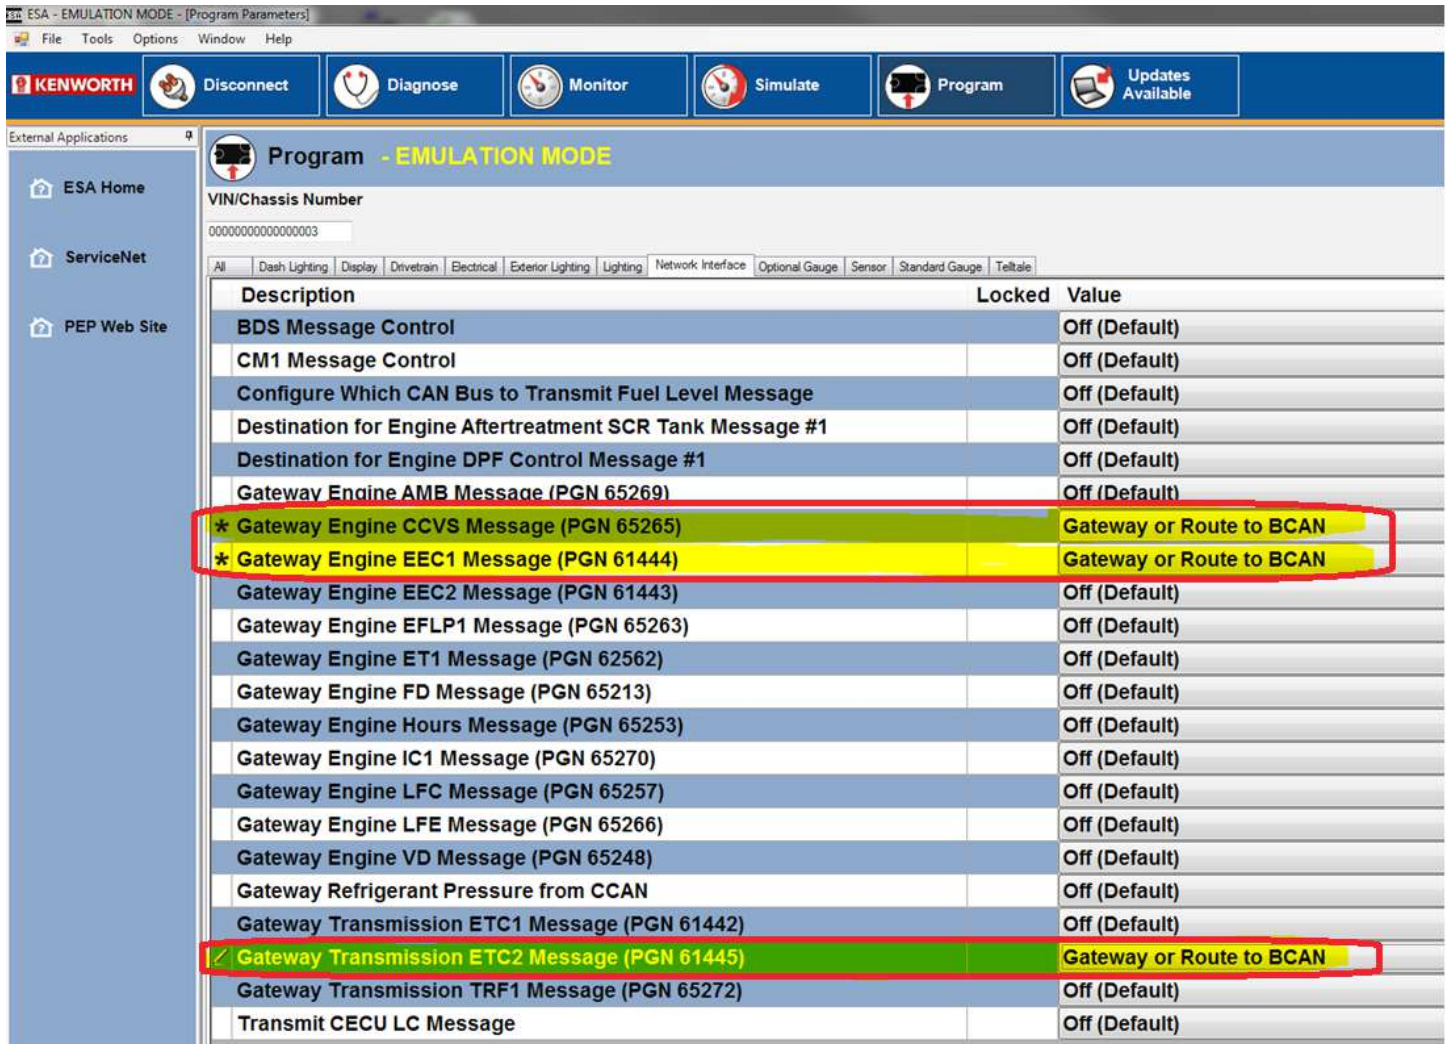 ESA - EMULATION MODE - [Program Parameters]
File Tools Options Window Help
KENWORTH Disconnect Diagnose Monitor Simulate Program Updates Available
External Applications
ESA Home
ServiceNet
PEP Web Site
Program - EMULATION MODE
VIN/Chassis Number
00000000000000003
All Dash Lighting Display Drivetrain Electrical Exterior Lighting Lighting Network Interface Optional Gauge Sensor Standard Gauge Telltale
Description Locked Value
BDS Message Control Off (Default)
CM1 Message Control Off (Default)
Configure Which CAN Bus to Transmit Fuel Level Message Off (Default)
Destination for Engine Aftertreatment SCR Tank Message #1 Off (Default)
Destination for Engine DPF Control Message #1 Off (Default)
Gateway Engine AMB Message (PGN 65269) Off (Default)
* Gateway Engine CCVS Message (PGN 65265) Gateway or Route to BCAN
* Gateway Engine EEC1 Message (PGN 61444) Gateway or Route to BCAN
Gateway Engine EEC2 Message (PGN 61443) Off (Default)
Gateway Engine EFLP1 Message (PGN 65263) Off (Default)
Gateway Engine ET1 Message (PGN 62562) Off (Default)
Gateway Engine FD Message (PGN 65213) Off (Default)
Gateway Engine Hours Message (PGN 65253) Off (Default)
Gateway Engine IC1 Message (PGN 65270) Off (Default)
Gateway Engine LFC Message (PGN 65257) Off (Default)
Gateway Engine LFE Message (PGN 65266) Off (Default)
Gateway Engine VD Message (PGN 65248) Off (Default)
Gateway Refrigerant Pressure from CCAN Off (Default)
Gateway Transmission ETC1 Message (PGN 61442) Off (Default)
Gateway Transmission ETC2 Message (PGN 61445) Gateway or Route to BCAN
Gateway Transmission TRF1 Message (PGN 65272) Off (Default)
Transmit CECU LC Message Off (Default)